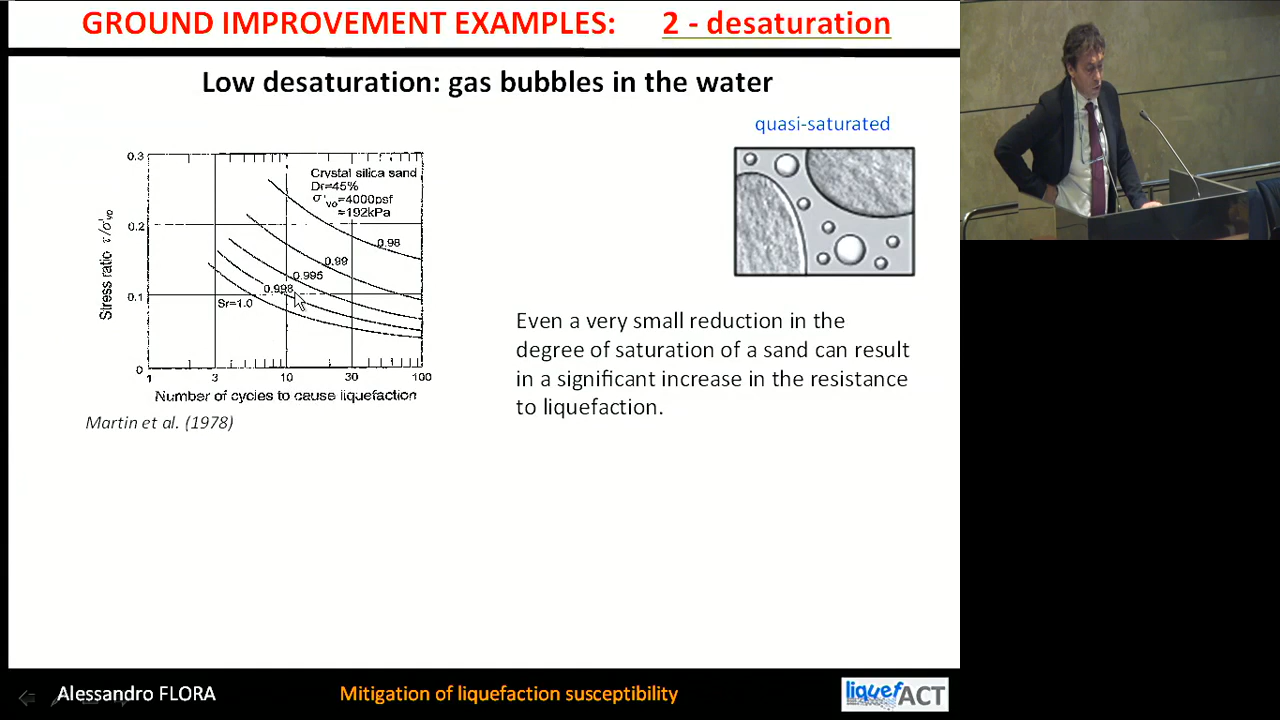 GROUND IMPROVEMENT EXAMPLES: 2 - desaturation
Low desaturation: gas bubbles in the water
quasi-saturated
0.3
Crystal silica sand
Dr=45%
σ'vo=4000psf
≈192kPa
0.2
0.98
0.99
0.995
0.998
0.1
Sr=1.0
0
Stress ratio τ/σ'vo
1 3 10 30 100
Number of cycles to cause liquefaction
Martin et al. (1978)
Even a very small reduction in the
degree of saturation of a sand can result
in a significant increase in the resistance
to liquefaction.
Alessandro FLORA
Mitigation of liquefaction susceptibility
liquefACT